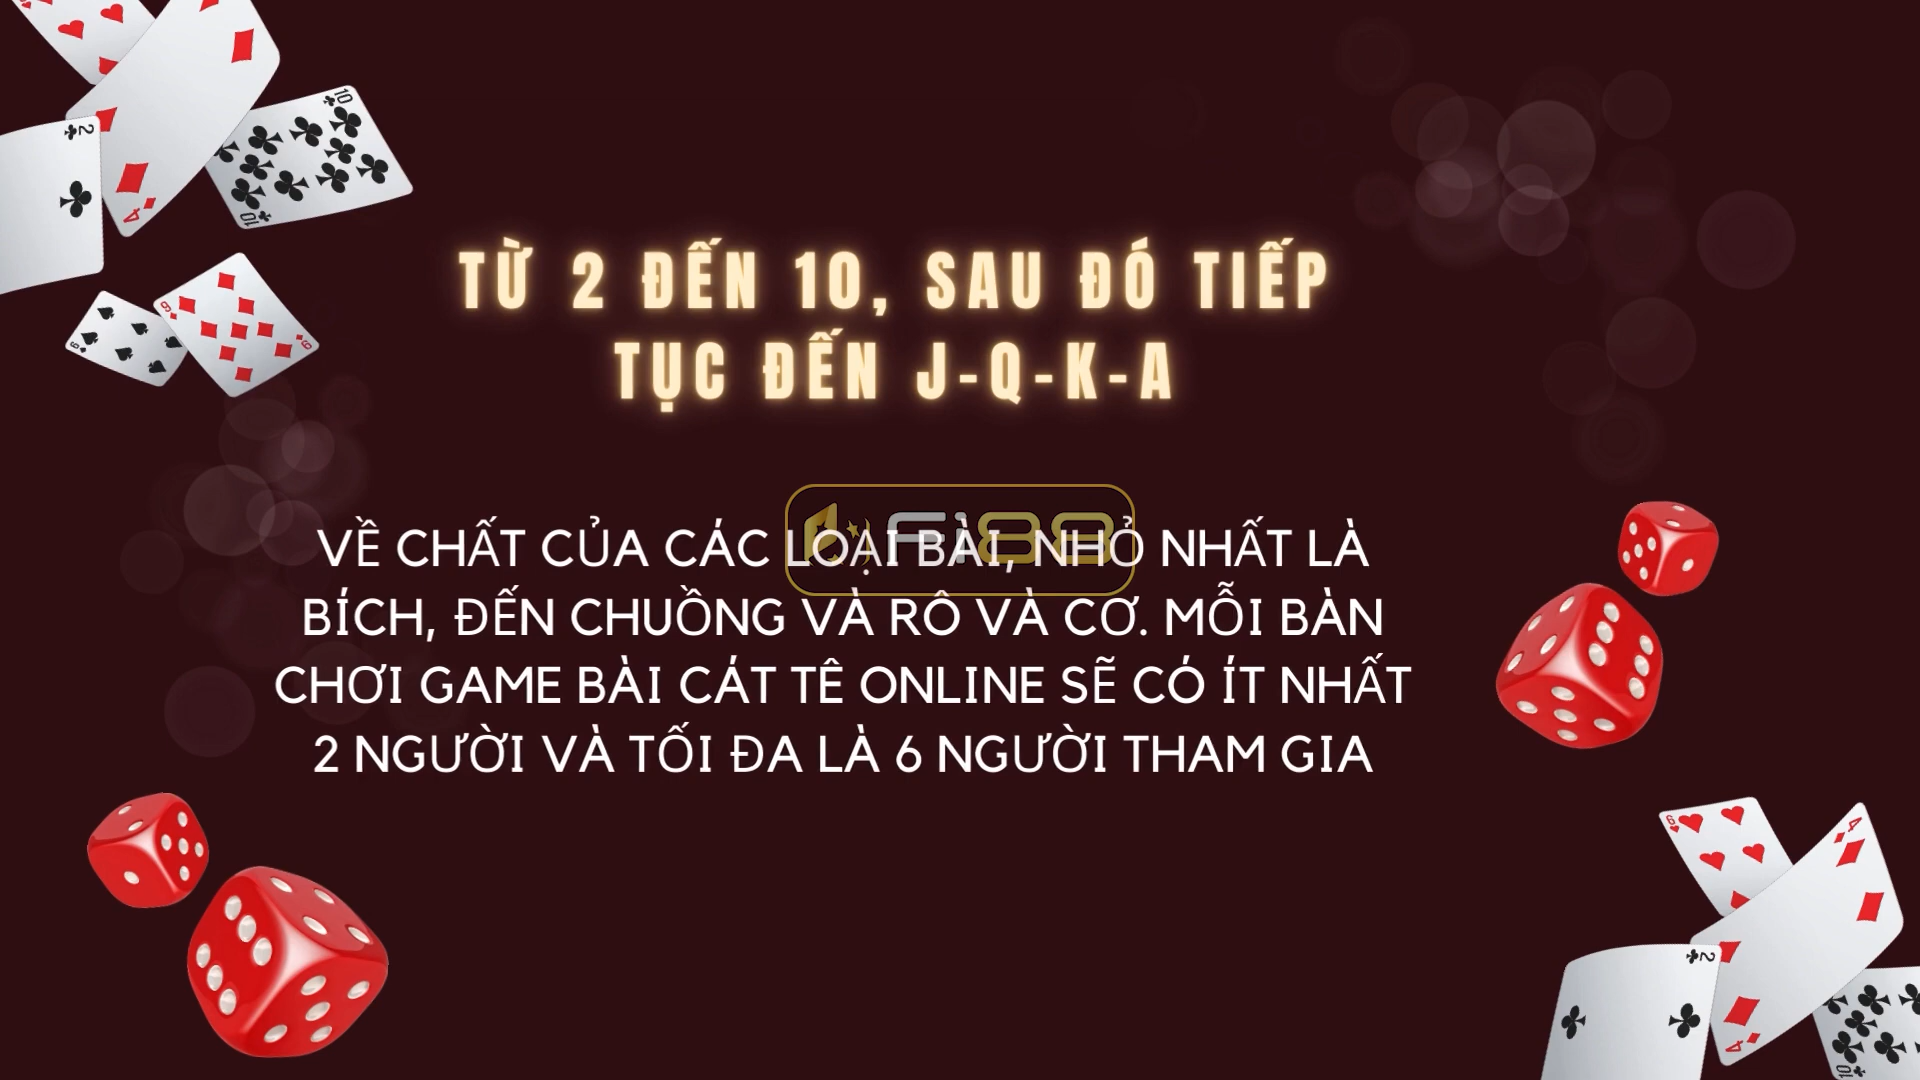 TỪ 2 ĐẾN 10, SAU ĐÓ TIẾP
TỤC ĐẾN J-Q-K-A
Fi88
VỀ CHẤT CỦA CÁC LOẠI BÀI, NHỎ NHẤT LÀ
BÍCH, ĐẾN CHUỒNG VÀ RÔ VÀ CƠ. MỖI BÀN
CHƠI GAME BÀI CÁT TÊ ONLINE SẼ CÓ ÍT NHẤT
2 NGƯỜI VÀ TỐI ĐA LÀ 6 NGƯỜI THAM GIA